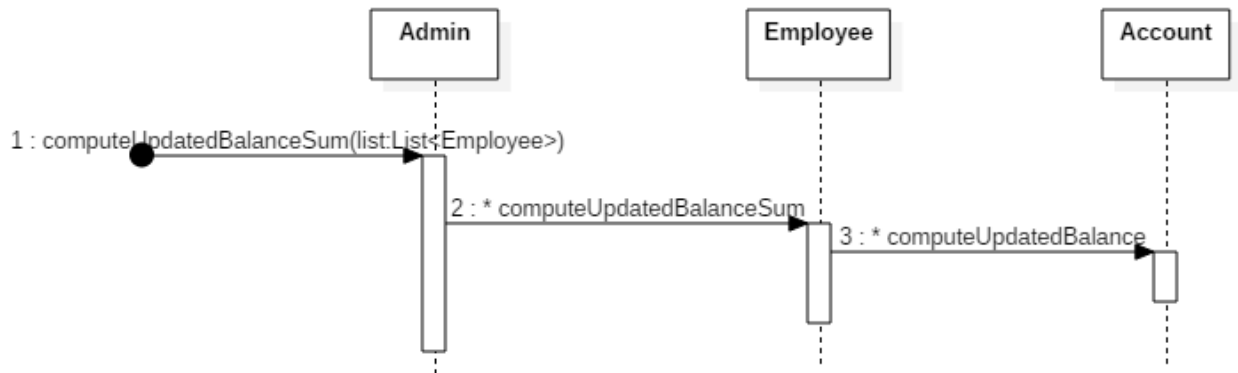 Admin
Employee
Account
1 : computeUpdatedBalanceSum(list:List<Employee>)
2 : * computeUpdatedBalanceSum
3 : * computeUpdatedBalance